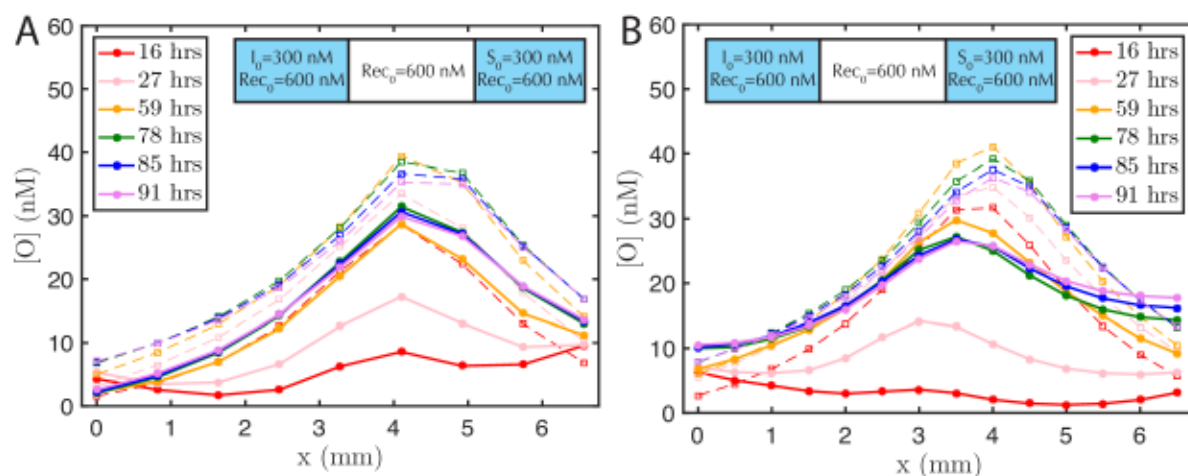 A
60
50
40
30
20
10
0
[O] (nM)
0 1 2 3 4 5 6
x (mm)
16 hrs
27 hrs
59 hrs
78 hrs
85 hrs
91 hrs
I₀=300 nM
Rec₀=600 nM
Rec₀=600 nM
S₀=300 nM
Rec₀=600 nM
B
60
50
40
30
20
10
0
[O] (nM)
0 1 2 3 4 5 6
x (mm)
I₀=300 nM
Rec₀=600 nM
Rec₀=600 nM
S₀=300 nM
Rec₀=600 nM
16 hrs
27 hrs
59 hrs
78 hrs
85 hrs
91 hrs